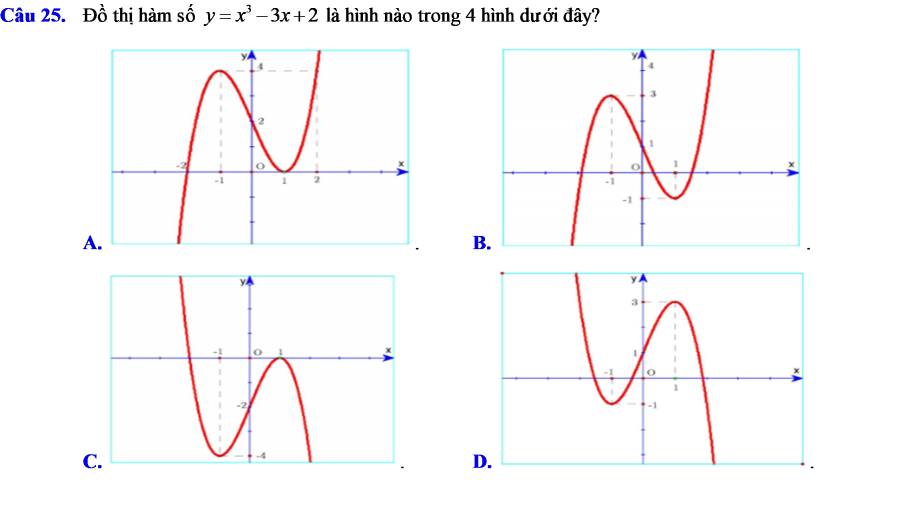 Câu 25. Đồ thị hàm số y = x³ − 3x + 2 là hình nào trong 4 hình dưới đây?
y 4 2 -2 O x -1 1 2
A. .
y 4 3 1 O 1 x -1 -1
B. .
y -1 O 1 x -2 -4
C. .
y 3 1 -1 O x 1 -1
D. .